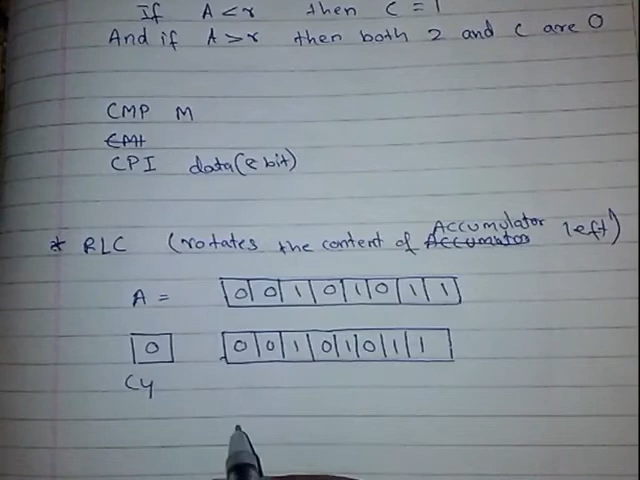 If A < r then C = 1
And if A > r then both 2 and C are 0
CMP M
CMI
CPI data (8 bit)
* RLC (rotates the content of Accumulator Accumator left)
A = 0 0 1 0 1 0 1 1
0 0 0 1 0 1 0 1 1
Cy